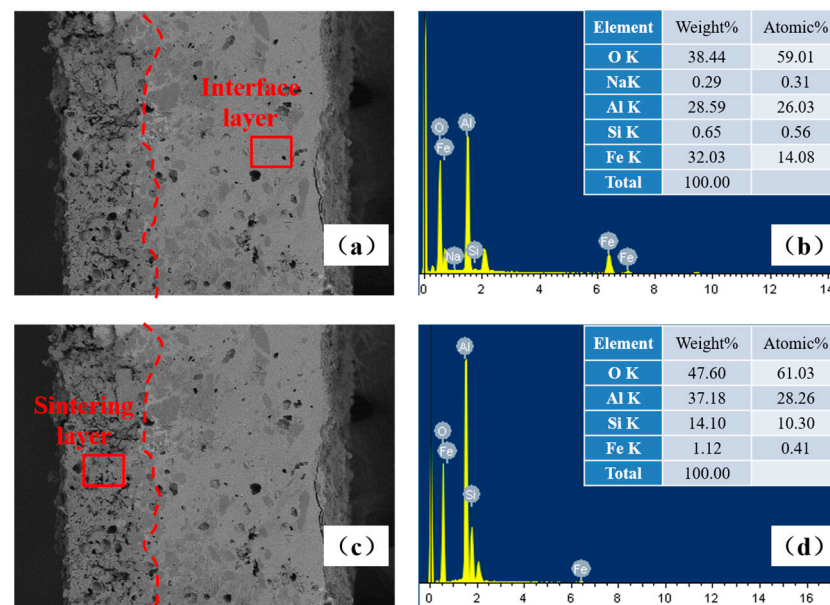 Interface
layer
(a)
Element Weight% Atomic%
O K 38.44 59.01
NaK 0.29 0.31
Al K 28.59 26.03
Si K 0.65 0.56
Fe K 32.03 14.08
Total 100.00
O Al
Fe
Na Si Fe Fe
(b)
0 2 4 6 8 10 12 14
Sintering
layer
(c)
Element Weight% Atomic%
O K 47.60 61.03
Al K 37.18 28.26
Si K 14.10 10.30
Fe K 1.12 0.41
Total 100.00
Al
O
Fe
Si
Fe
(d)
0 2 4 6 8 10 12 14 16